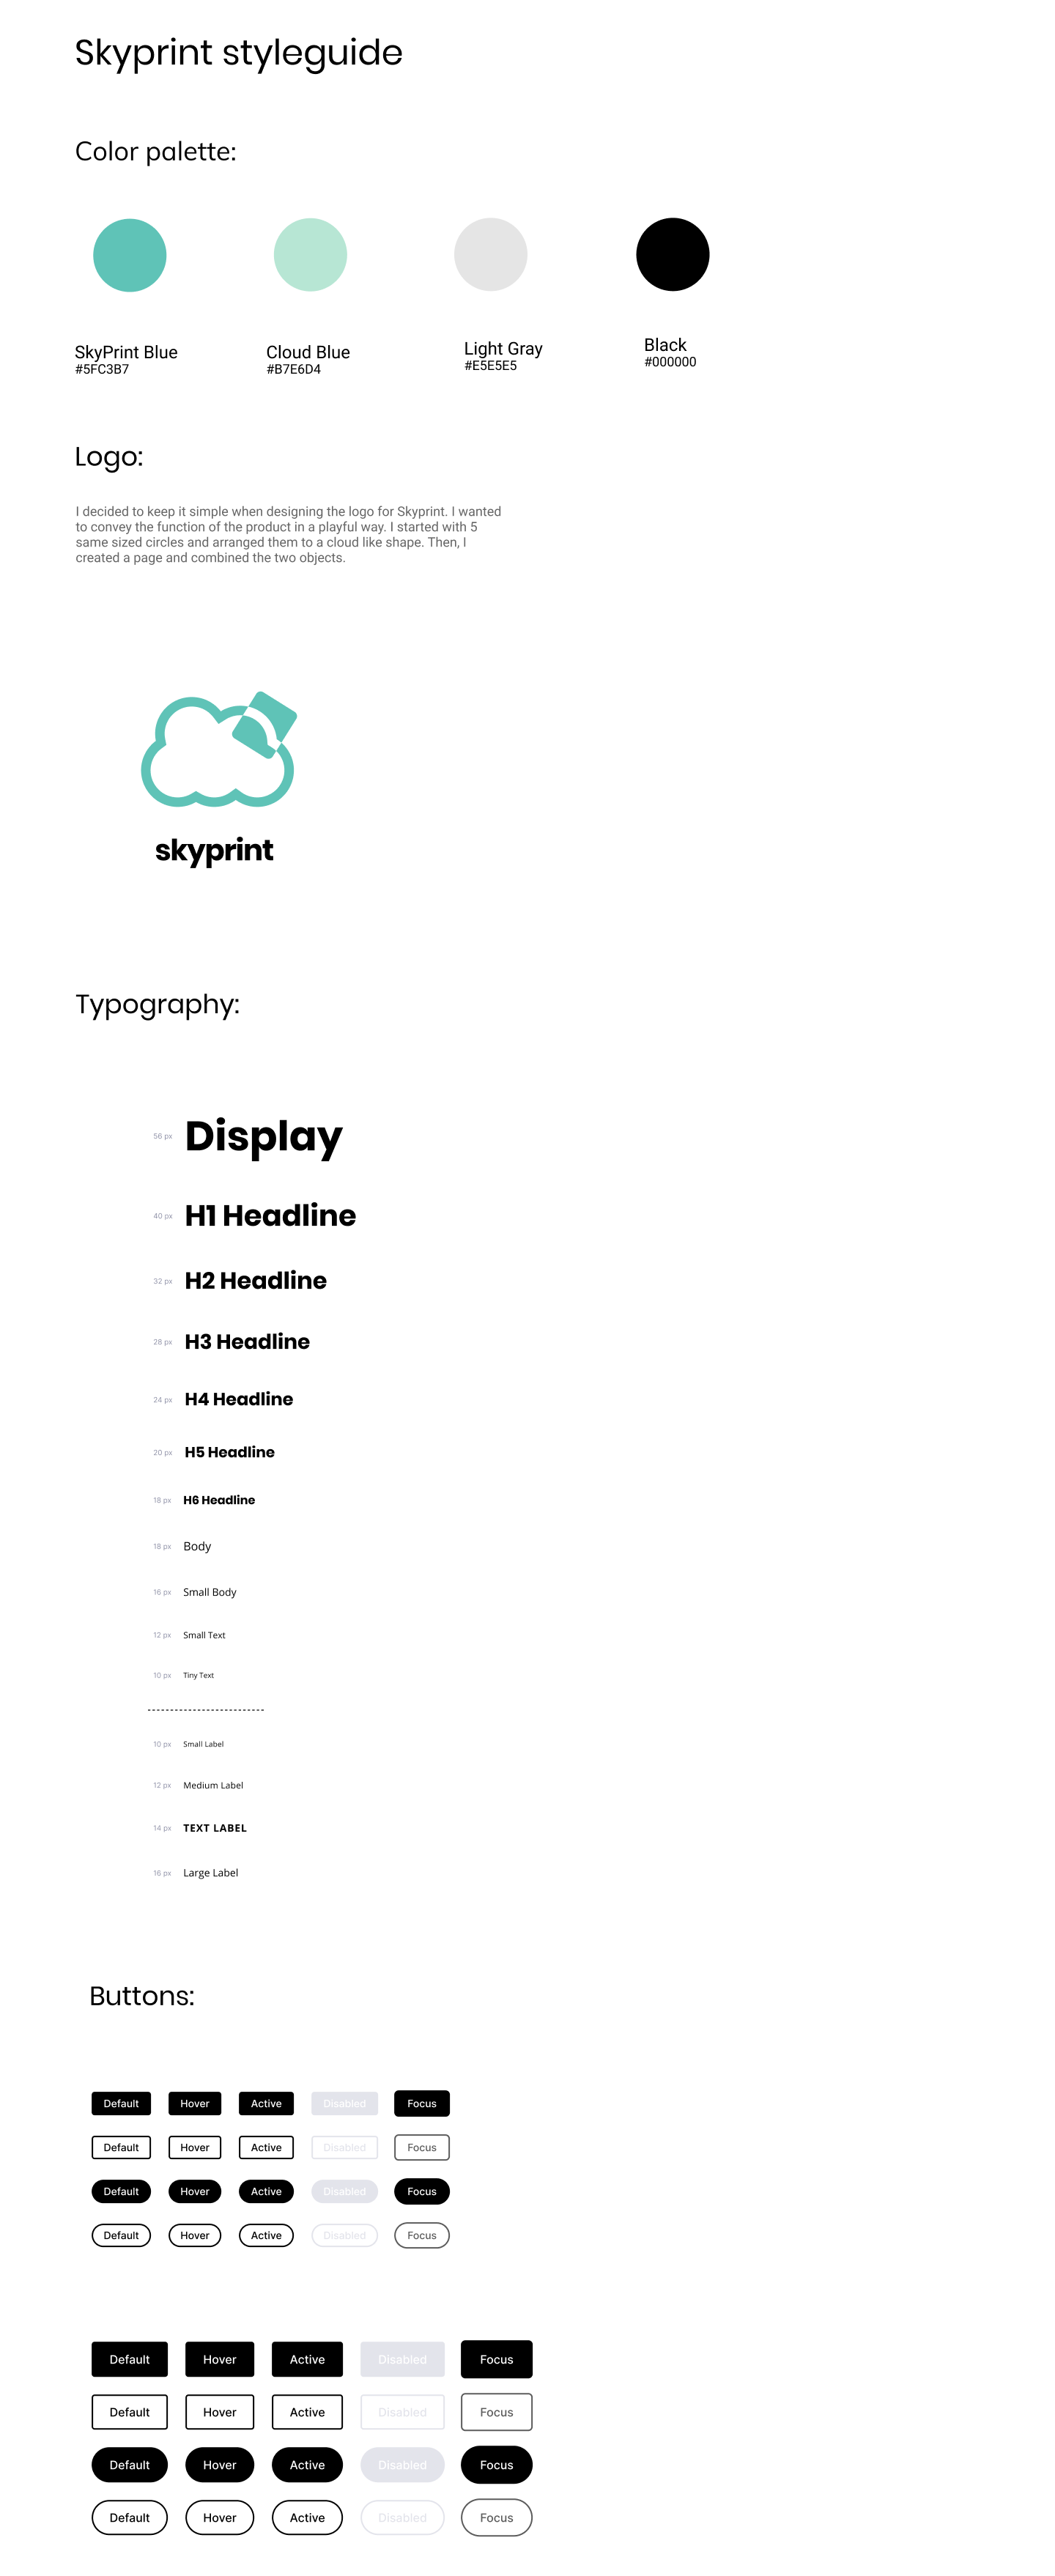 Skyprint styleguide
Color palette:
SkyPrint Blue
#5FC3B7
Cloud Blue
#B7E6D4
Light Gray
#E5E5E5
Black
#000000
Logo:
I decided to keep it simple when designing the logo for Skyprint. I wanted
to convey the function of the product in a playful way. I started with 5
same sized circles and arranged them to a cloud like shape. Then, I
created a page and combined the two objects.
skyprint
Typography:
56 px Display
40 px H1 Headline
32 px H2 Headline
28 px H3 Headline
24 px H4 Headline
20 px H5 Headline
18 px H6 Headline
18 px Body
16 px Small Body
12 px Small Text
10 px Tiny Text
10 px Small Label
12 px Medium Label
14 px TEXT LABEL
16 px Large Label
Buttons:
Default Hover Active Disabled Focus
Default Hover Active Disabled Focus
Default Hover Active Disabled Focus
Default Hover Active Disabled Focus
Default Hover Active Disabled Focus
Default Hover Active Disabled Focus
Default Hover Active Disabled Focus
Default Hover Active Disabled Focus